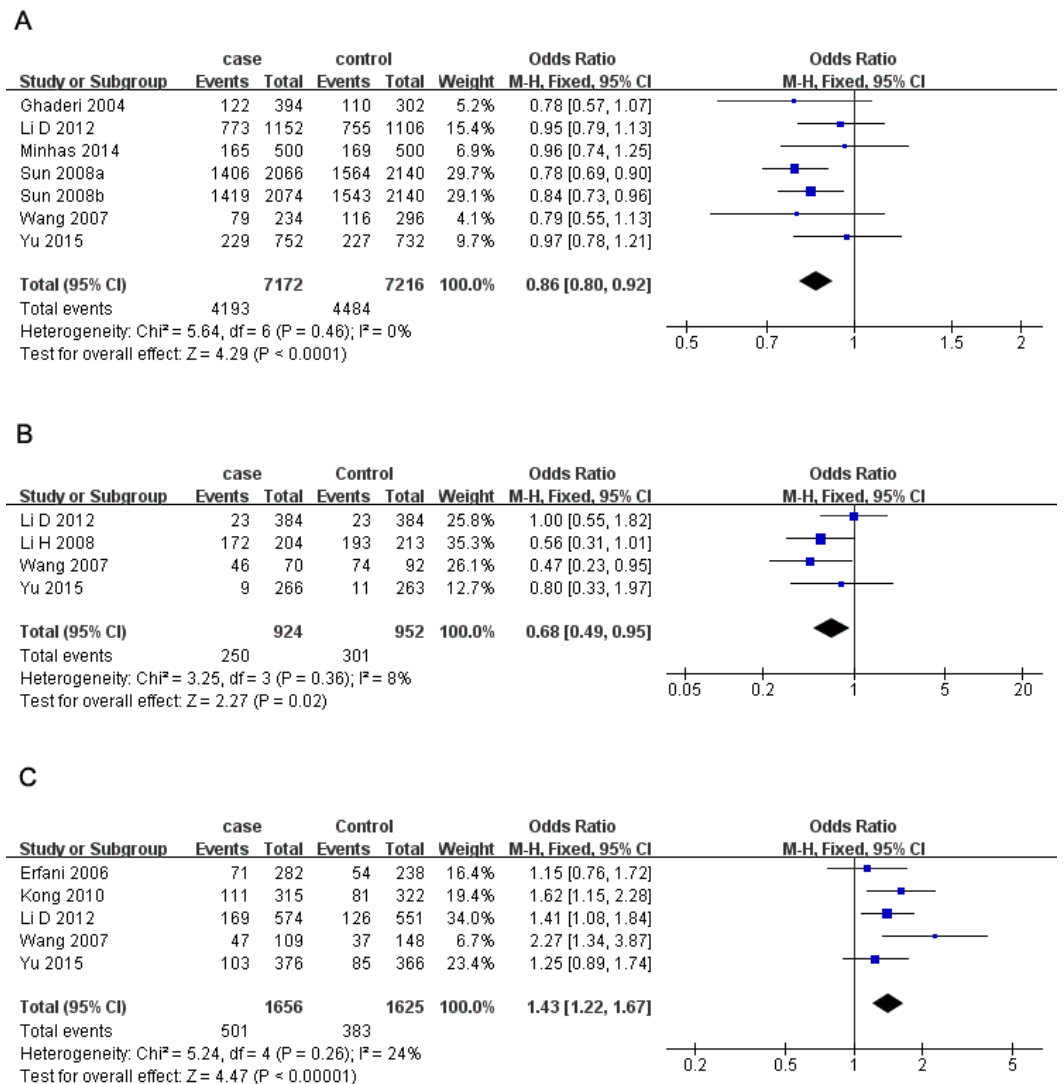 A
case control Odds Ratio Odds Ratio
Study or Subgroup Events Total Events Total Weight M-H, Fixed, 95% CI M-H, Fixed, 95% CI
Ghaderi 2004 122 394 110 302 5.2% 0.78 [0.57, 1.07]
Li D 2012 773 1152 755 1106 15.4% 0.95 [0.79, 1.13]
Minhas 2014 165 500 169 500 6.9% 0.96 [0.74, 1.25]
Sun 2008a 1406 2066 1564 2140 29.7% 0.78 [0.69, 0.90]
Sun 2008b 1419 2074 1543 2140 29.1% 0.84 [0.73, 0.96]
Wang 2007 79 234 116 296 4.1% 0.79 [0.55, 1.13]
Yu 2015 229 752 227 732 9.7% 0.97 [0.78, 1.21]
Total (95% CI) 7172 7216 100.0% 0.86 [0.80, 0.92]
Total events 4193 4484
Heterogeneity: Chi² = 5.64, df = 6 (P = 0.46); I² = 0%
Test for overall effect: Z = 4.29 (P < 0.0001)
0.5 0.7 1 1.5 2
B
case Control Odds Ratio Odds Ratio
Study or Subgroup Events Total Events Total Weight M-H, Fixed, 95% CI M-H, Fixed, 95% CI
Li D 2012 23 384 23 384 25.8% 1.00 [0.55, 1.82]
Li H 2008 172 204 193 213 35.3% 0.56 [0.31, 1.01]
Wang 2007 46 70 74 92 26.1% 0.47 [0.23, 0.95]
Yu 2015 9 266 11 263 12.7% 0.80 [0.33, 1.97]
Total (95% CI) 924 952 100.0% 0.68 [0.49, 0.95]
Total events 250 301
Heterogeneity: Chi² = 3.25, df = 3 (P = 0.36); I² = 8%
Test for overall effect: Z = 2.27 (P = 0.02)
0.05 0.2 1 5 20
C
case Control Odds Ratio Odds Ratio
Study or Subgroup Events Total Events Total Weight M-H, Fixed, 95% CI M-H, Fixed, 95% CI
Erfani 2006 71 282 54 238 16.4% 1.15 [0.76, 1.72]
Kong 2010 111 315 81 322 19.4% 1.62 [1.15, 2.28]
Li D 2012 169 574 126 551 34.0% 1.41 [1.08, 1.84]
Wang 2007 47 109 37 148 6.7% 2.27 [1.34, 3.87]
Yu 2015 103 376 85 366 23.4% 1.25 [0.89, 1.74]
Total (95% CI) 1656 1625 100.0% 1.43 [1.22, 1.67]
Total events 501 383
Heterogeneity: Chi² = 5.24, df = 4 (P = 0.26); I² = 24%
Test for overall effect: Z = 4.47 (P < 0.00001)
0.2 0.5 1 2 5